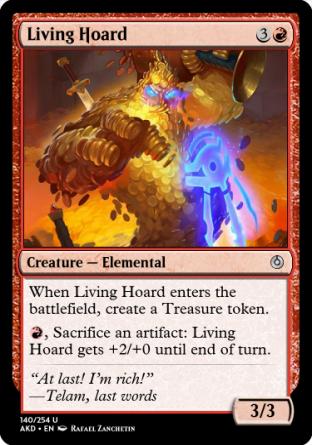 Living Hoard 3
Creature — Elemental
When Living Hoard enters the
battlefield, create a Treasure token.
, Sacrifice an artifact: Living
Hoard gets +2/+0 until end of turn.
“At last! I’m rich!”
—Telam, last words
140/254 U
AKD • EN Rafael Zanchetin
3/3